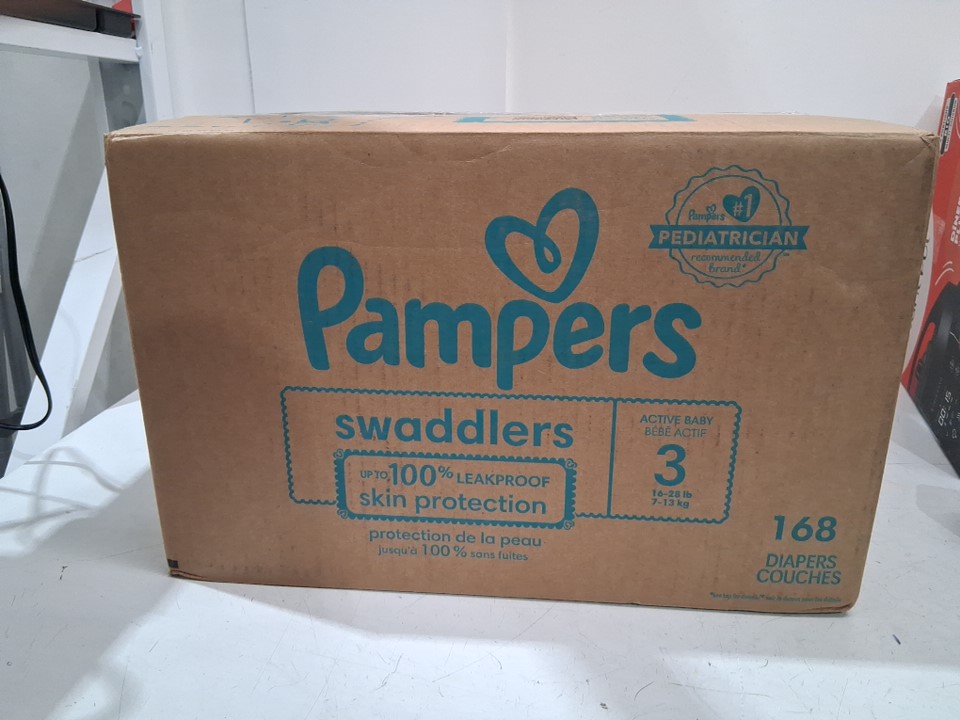 Pampers #1
PEDIATRICIAN
recommended
brand*
Pampers
swaddlers
UP TO 100% LEAKPROOF
skin protection
protection de la peau
jusqu'à 100% sans fuites
ACTIVE BABY
BÉBÉ ACTIF
3
16-28 lb
7-13 kg
168
DIAPERS
COUCHES